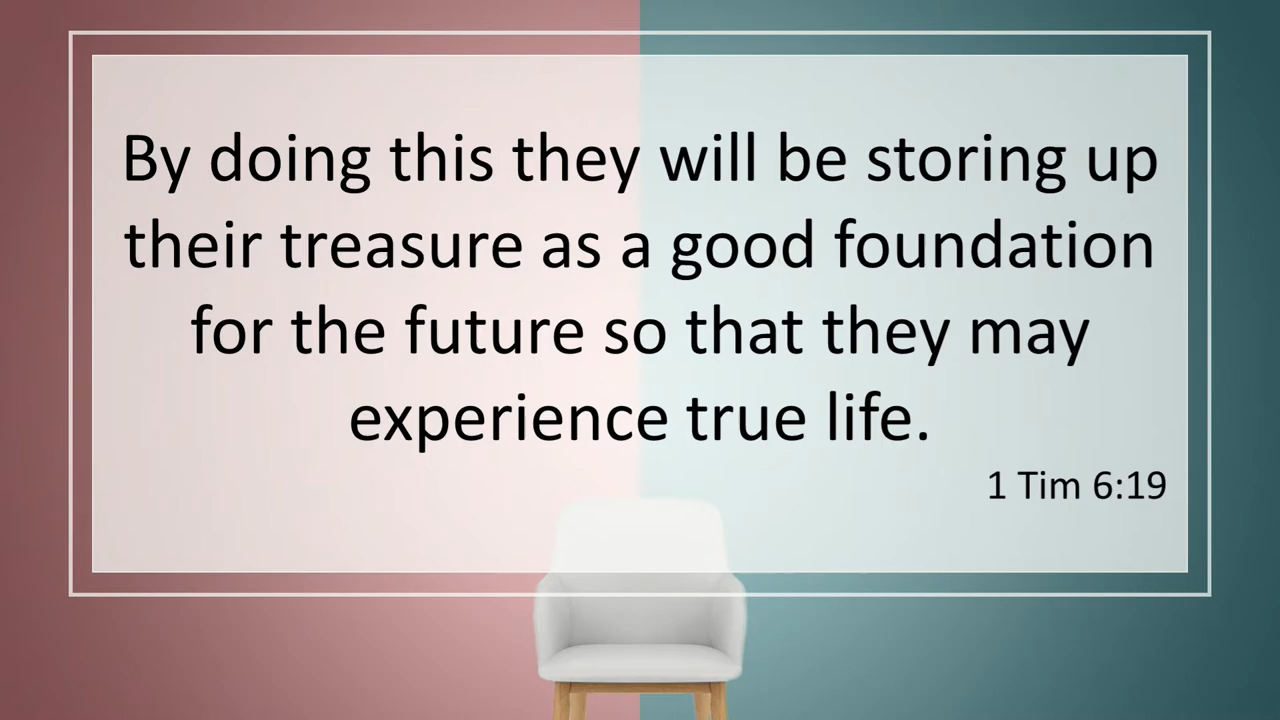 By doing this they will be storing up
their treasure as a good foundation
for the future so that they may
experience true life.
1 Tim 6:19